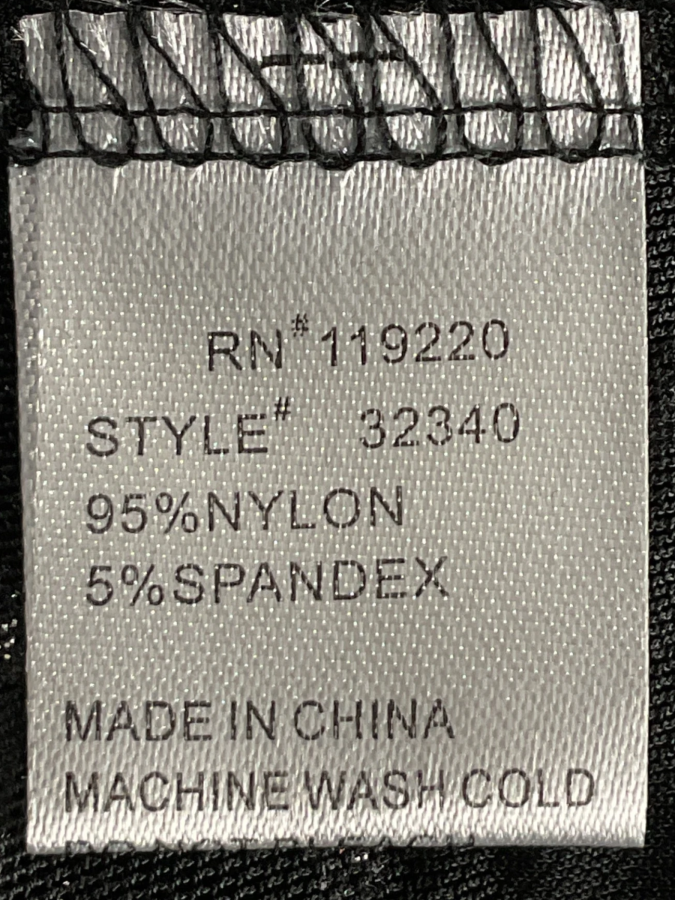 RN#119220
STYLE# 32340
95%NYLON
5%SPANDEX
MADE IN CHINA
MACHINE WASH COLD